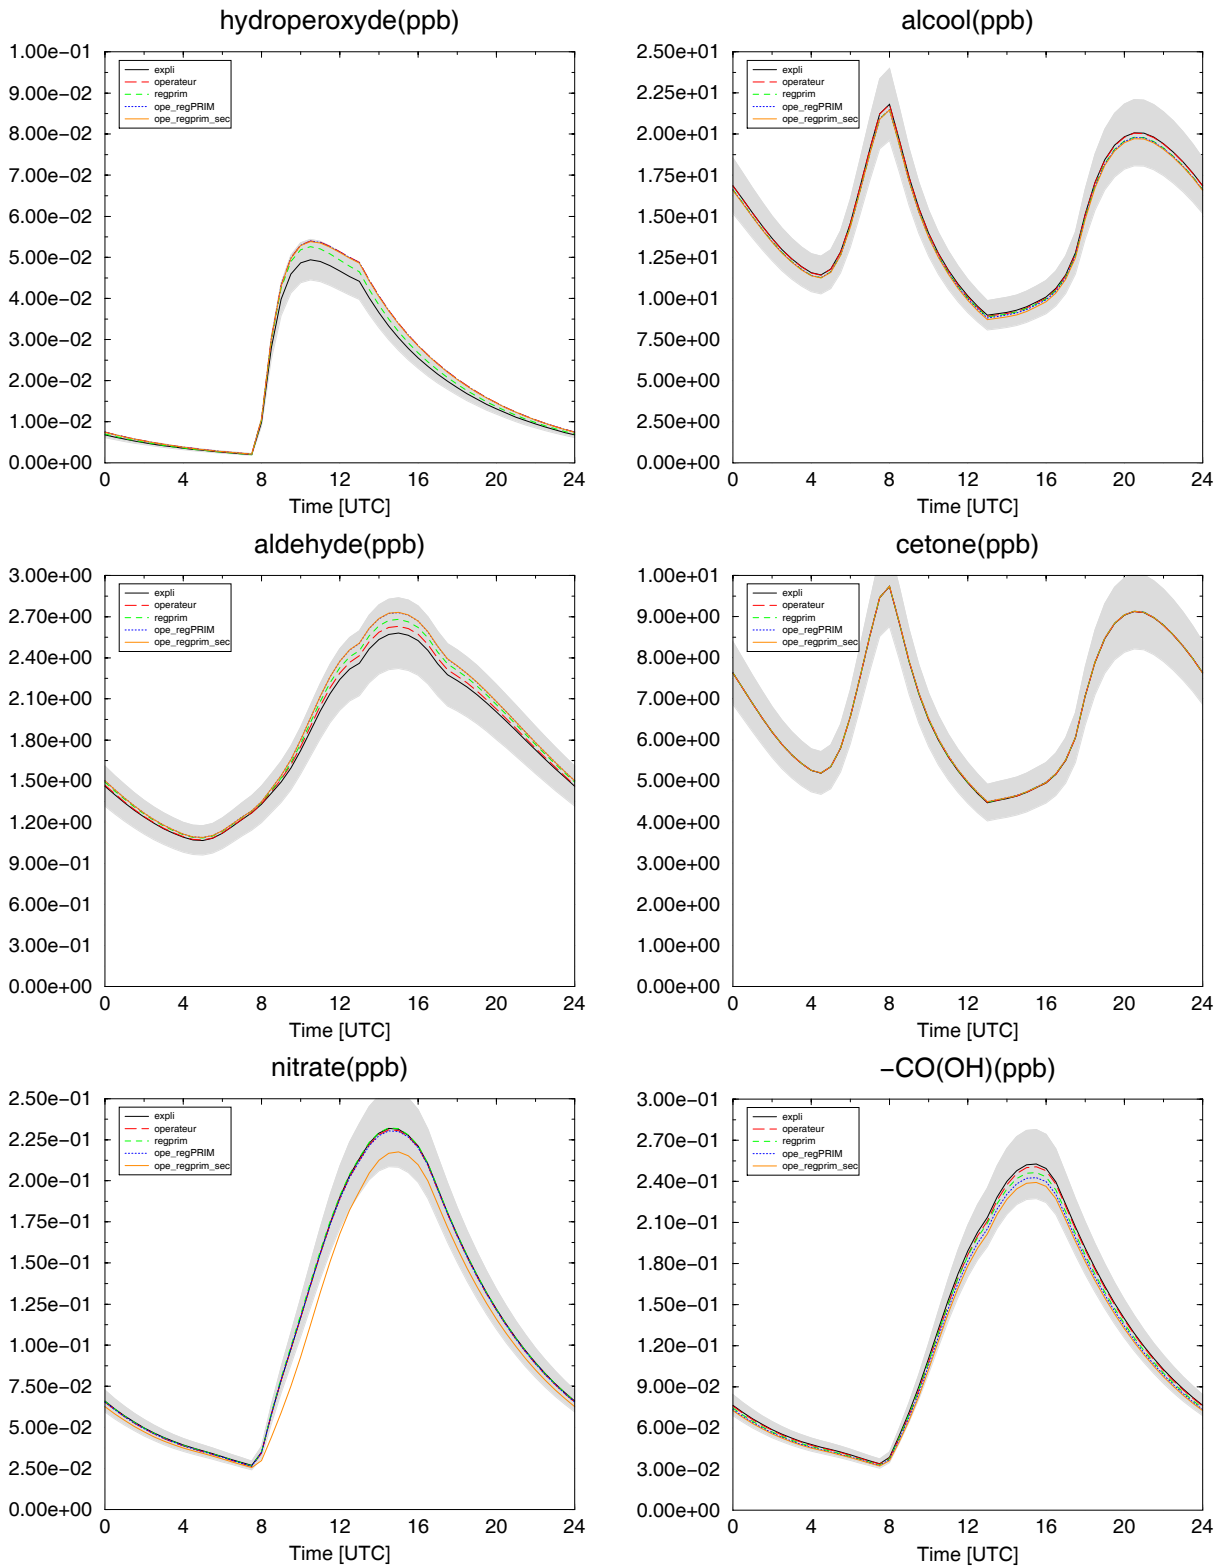 hydroperoxyde(ppb)
1.00e−01
9.00e−02
8.00e−02
7.00e−02
6.00e−02
5.00e−02
4.00e−02
3.00e−02
2.00e−02
1.00e−02
0.00e+00
expli
operateur
regprim
ope_regPRIM
ope_regprim_sec
0 4 8 12 16 20 24
Time [UTC]
alcool(ppb)
2.50e+01
2.25e+01
2.00e+01
1.75e+01
1.50e+01
1.25e+01
1.00e+01
7.50e+00
5.00e+00
2.50e+00
0.00e+00
expli
operateur
regprim
ope_regPRIM
ope_regprim_sec
0 4 8 12 16 20 24
Time [UTC]
aldehyde(ppb)
3.00e+00
2.70e+00
2.40e+00
2.10e+00
1.80e+00
1.50e+00
1.20e+00
9.00e−01
6.00e−01
3.00e−01
0.00e+00
expli
operateur
regprim
ope_regPRIM
ope_regprim_sec
0 4 8 12 16 20 24
Time [UTC]
cetone(ppb)
1.00e+01
9.00e+00
8.00e+00
7.00e+00
6.00e+00
5.00e+00
4.00e+00
3.00e+00
2.00e+00
1.00e+00
0.00e+00
expli
operateur
regprim
ope_regPRIM
ope_regprim_sec
0 4 8 12 16 20 24
Time [UTC]
nitrate(ppb)
2.50e−01
2.25e−01
2.00e−01
1.75e−01
1.50e−01
1.25e−01
1.00e−01
7.50e−02
5.00e−02
2.50e−02
0.00e+00
expli
operateur
regprim
ope_regPRIM
ope_regprim_sec
0 4 8 12 16 20 24
Time [UTC]
−CO(OH)(ppb)
3.00e−01
2.70e−01
2.40e−01
2.10e−01
1.80e−01
1.50e−01
1.20e−01
9.00e−02
6.00e−02
3.00e−02
0.00e+00
expli
operateur
regprim
ope_regPRIM
ope_regprim_sec
0 4 8 12 16 20 24
Time [UTC]